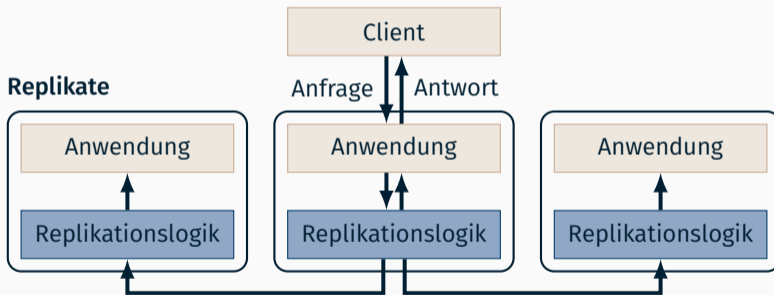 Client
Replikate
Anfrage Antwort
Anwendung Anwendung Anwendung
Replikationslogik Replikationslogik Replikationslogik